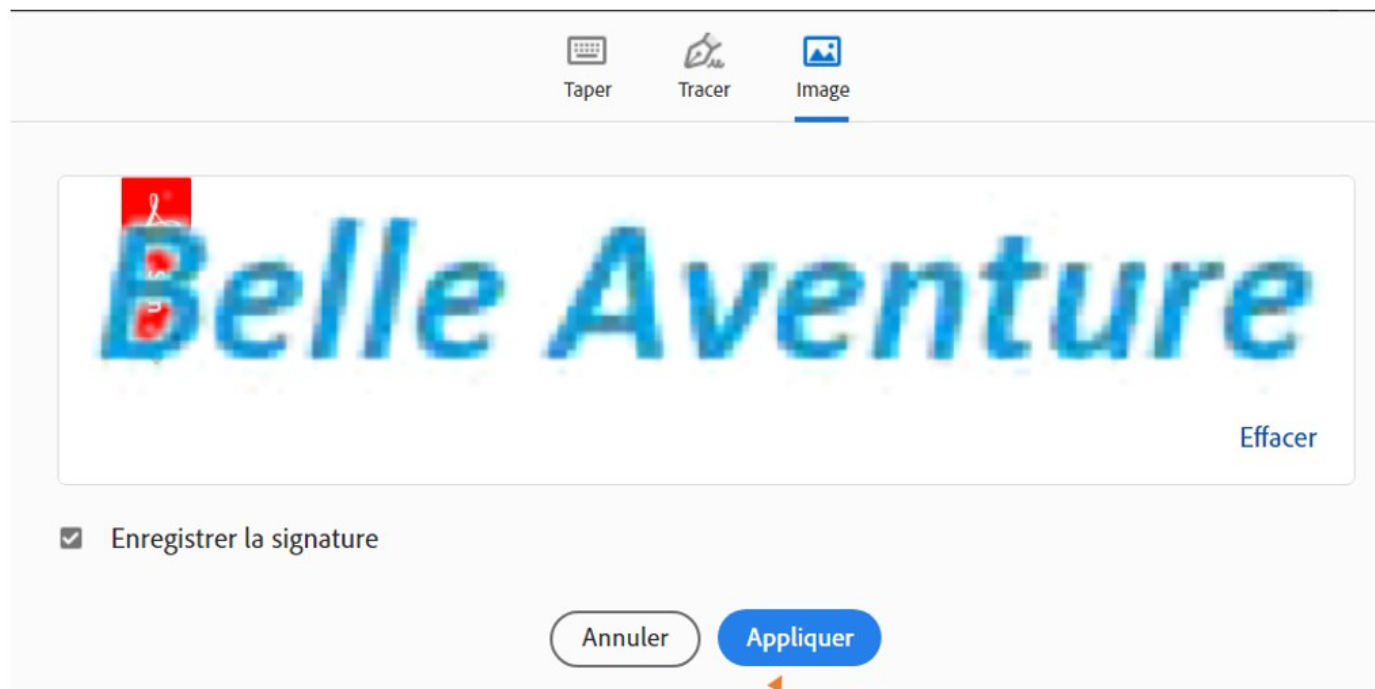 Taper Tracer Image
Belle Aventure
Effacer
Enregistrer la signature
Annuler Appliquer